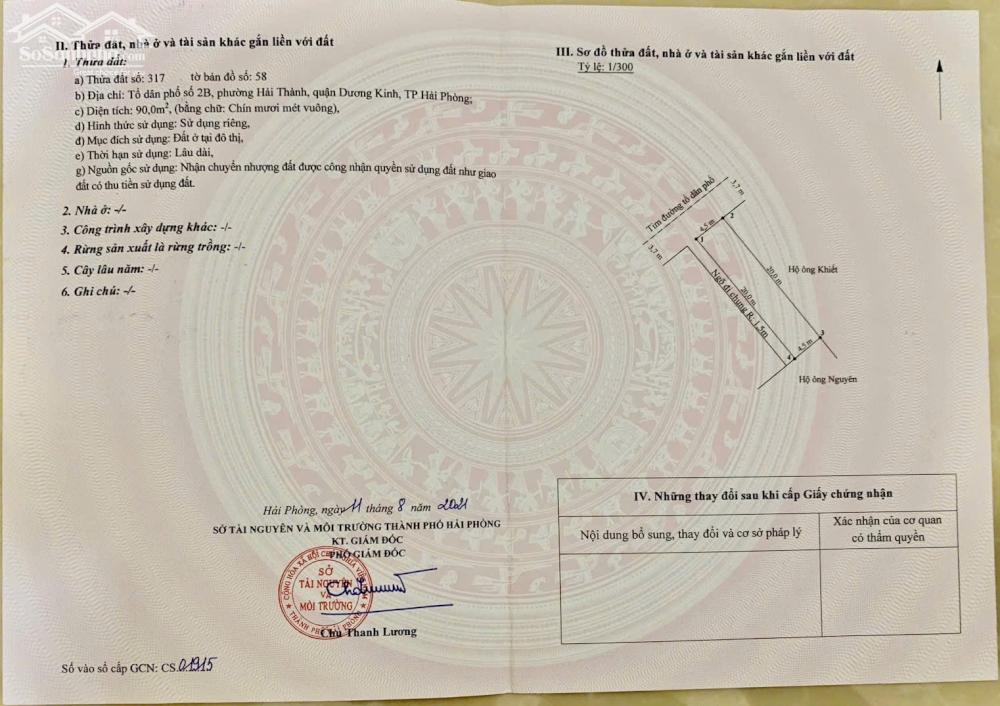 II. Thửa đất, nhà ở và tài sản khác gắn liền với đất
1. Thửa đất:
a) Thửa đất số: 317 tờ bản đồ số: 58
b) Địa chỉ: Tổ dân phố số 2B, phường Hải Thành, quận Dương Kinh, TP Hải Phòng;
c) Diện tích: 90,0m², (bằng chữ: Chín mươi mét vuông),
d) Hình thức sử dụng: Sử dụng riêng,
đ) Mục đích sử dụng: Đất ở tại đô thị,
e) Thời hạn sử dụng: Lâu dài,
g) Nguồn gốc sử dụng: Nhận chuyển nhượng đất được công nhận quyền sử dụng đất như giao
đất có thu tiền sử dụng đất.
2. Nhà ở: -/-
3. Công trình xây dựng khác: -/-
4. Rừng sản xuất là rừng trồng: -/-
5. Cây lâu năm: -/-
6. Ghi chú: -/-
Hải Phòng, ngày 11 tháng 8 năm 2021
SỞ TÀI NGUYÊN VÀ MÔI TRƯỜNG THÀNH PHỐ HẢI PHÒNG
KT. GIÁM ĐỐC
PHÓ GIÁM ĐỐC
SỞ
TÀI NGUYÊN
VÀ
MÔI TRƯỜNG
Chu Thanh Lương
Số vào sổ cấp GCN: CS.01915
III. Sơ đồ thửa đất, nhà ở và tài sản khác gắn liền với đất
Tỷ lệ: 1/300
Tim đường tổ dân phố
3,7 m
3,7 m
4,5 m
1
2
20,0 m
20,0 m
Hộ ông Khiết
Ngõ đi chung R: 1,5m
3
4,5 m
4
Hộ ông Nguyên
IV. Những thay đổi sau khi cấp Giấy chứng nhận
Nội dung bổ sung, thay đổi và cơ sở pháp lý
Xác nhận của cơ quan
có thẩm quyền